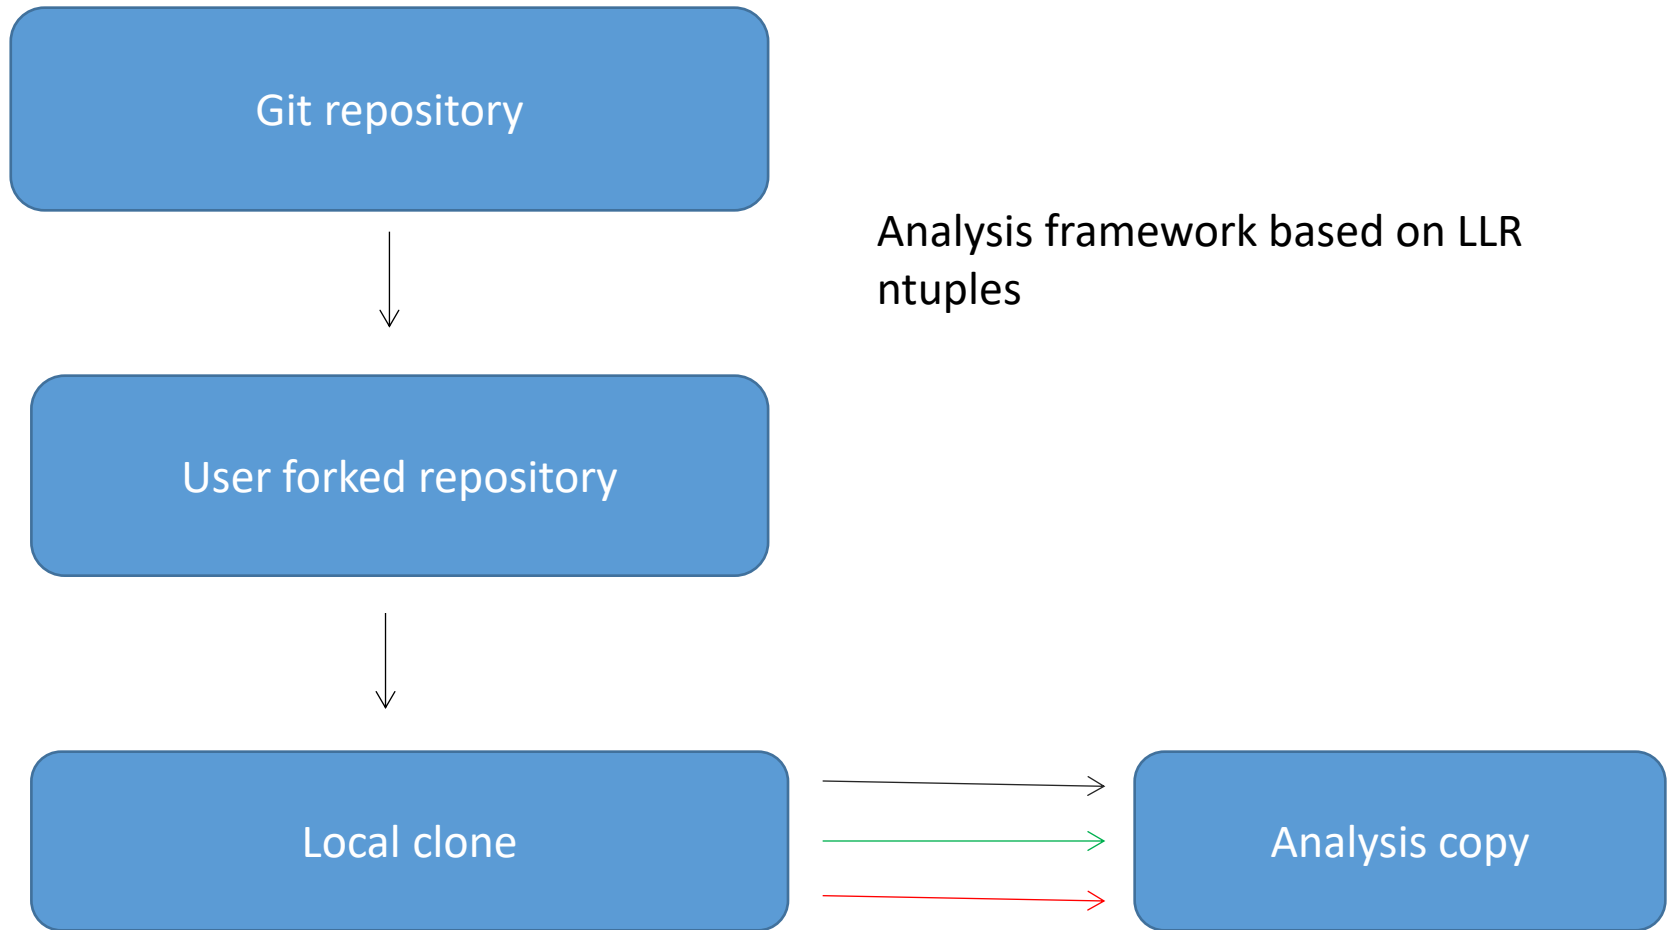 Git repository
Analysis framework based on LLR
ntuples
User forked repository
Local clone
Analysis copy